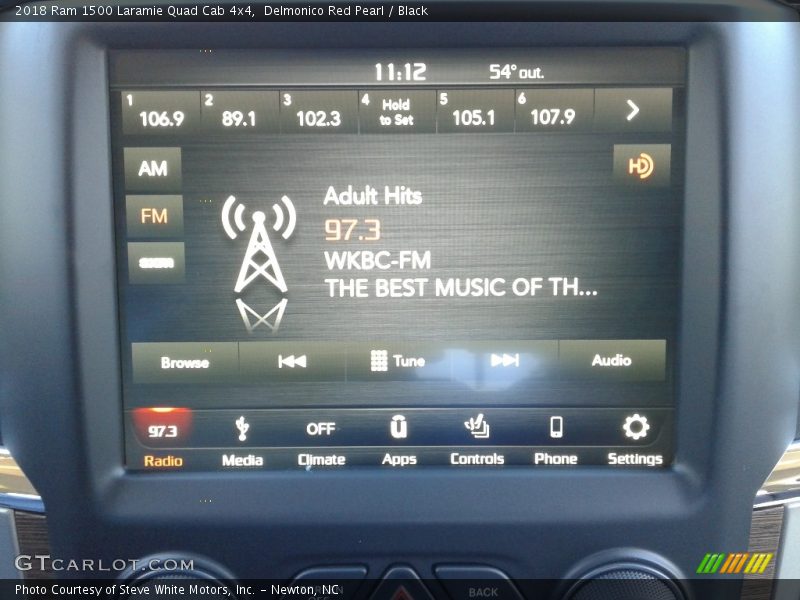 2018 Ram 1500 Laramie Quad Cab 4x4,  Delmonico Red Pearl / Black
11:12 54° out.
1 106.9 2 89.1 3 102.3 4 Hold to Set 5 105.1 6 107.9
AM
HD
FM
Adult Hits
97.3
WKBC-FM
THE BEST MUSIC OF TH...
Browse Tune Audio
97.3 OFF
Radio Media Climate Apps Controls Phone Settings
GTCARLOT.COM
BACK
Photo Courtesy of Steve White Motors, Inc. – Newton, NC